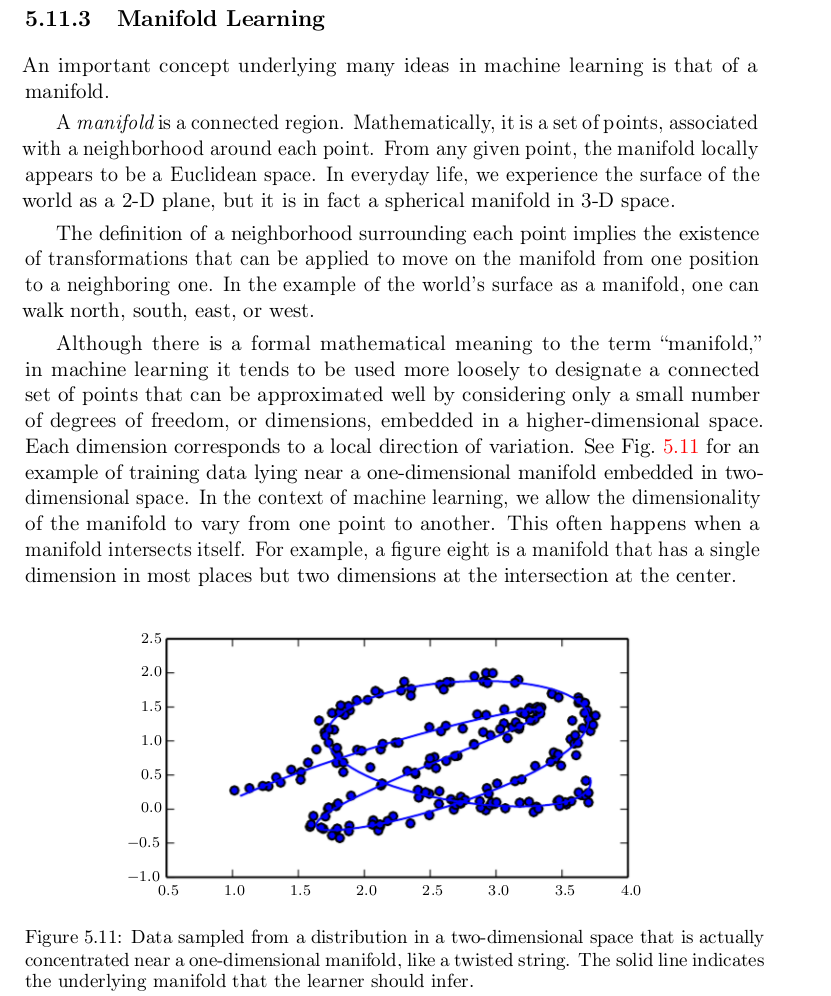 5.11.3 Manifold Learning
An important concept underlying many ideas in machine learning is that of a
manifold.
A manifold is a connected region. Mathematically, it is a set of points, associated
with a neighborhood around each point. From any given point, the manifold locally
appears to be a Euclidean space. In everyday life, we experience the surface of the
world as a 2-D plane, but it is in fact a spherical manifold in 3-D space.
The definition of a neighborhood surrounding each point implies the existence
of transformations that can be applied to move on the manifold from one position
to a neighboring one. In the example of the world's surface as a manifold, one can
walk north, south, east, or west.
Although there is a formal mathematical meaning to the term “manifold,”
in machine learning it tends to be used more loosely to designate a connected
set of points that can be approximated well by considering only a small number
of degrees of freedom, or dimensions, embedded in a higher-dimensional space.
Each dimension corresponds to a local direction of variation. See Fig. 5.11 for an
example of training data lying near a one-dimensional manifold embedded in two-
dimensional space. In the context of machine learning, we allow the dimensionality
of the manifold to vary from one point to another. This often happens when a
manifold intersects itself. For example, a figure eight is a manifold that has a single
dimension in most places but two dimensions at the intersection at the center.
2.5
2.0
1.5
1.0
0.5
0.0
−0.5
−1.0
0.5 1.0 1.5 2.0 2.5 3.0 3.5 4.0
Figure 5.11: Data sampled from a distribution in a two-dimensional space that is actually
concentrated near a one-dimensional manifold, like a twisted string. The solid line indicates
the underlying manifold that the learner should infer.